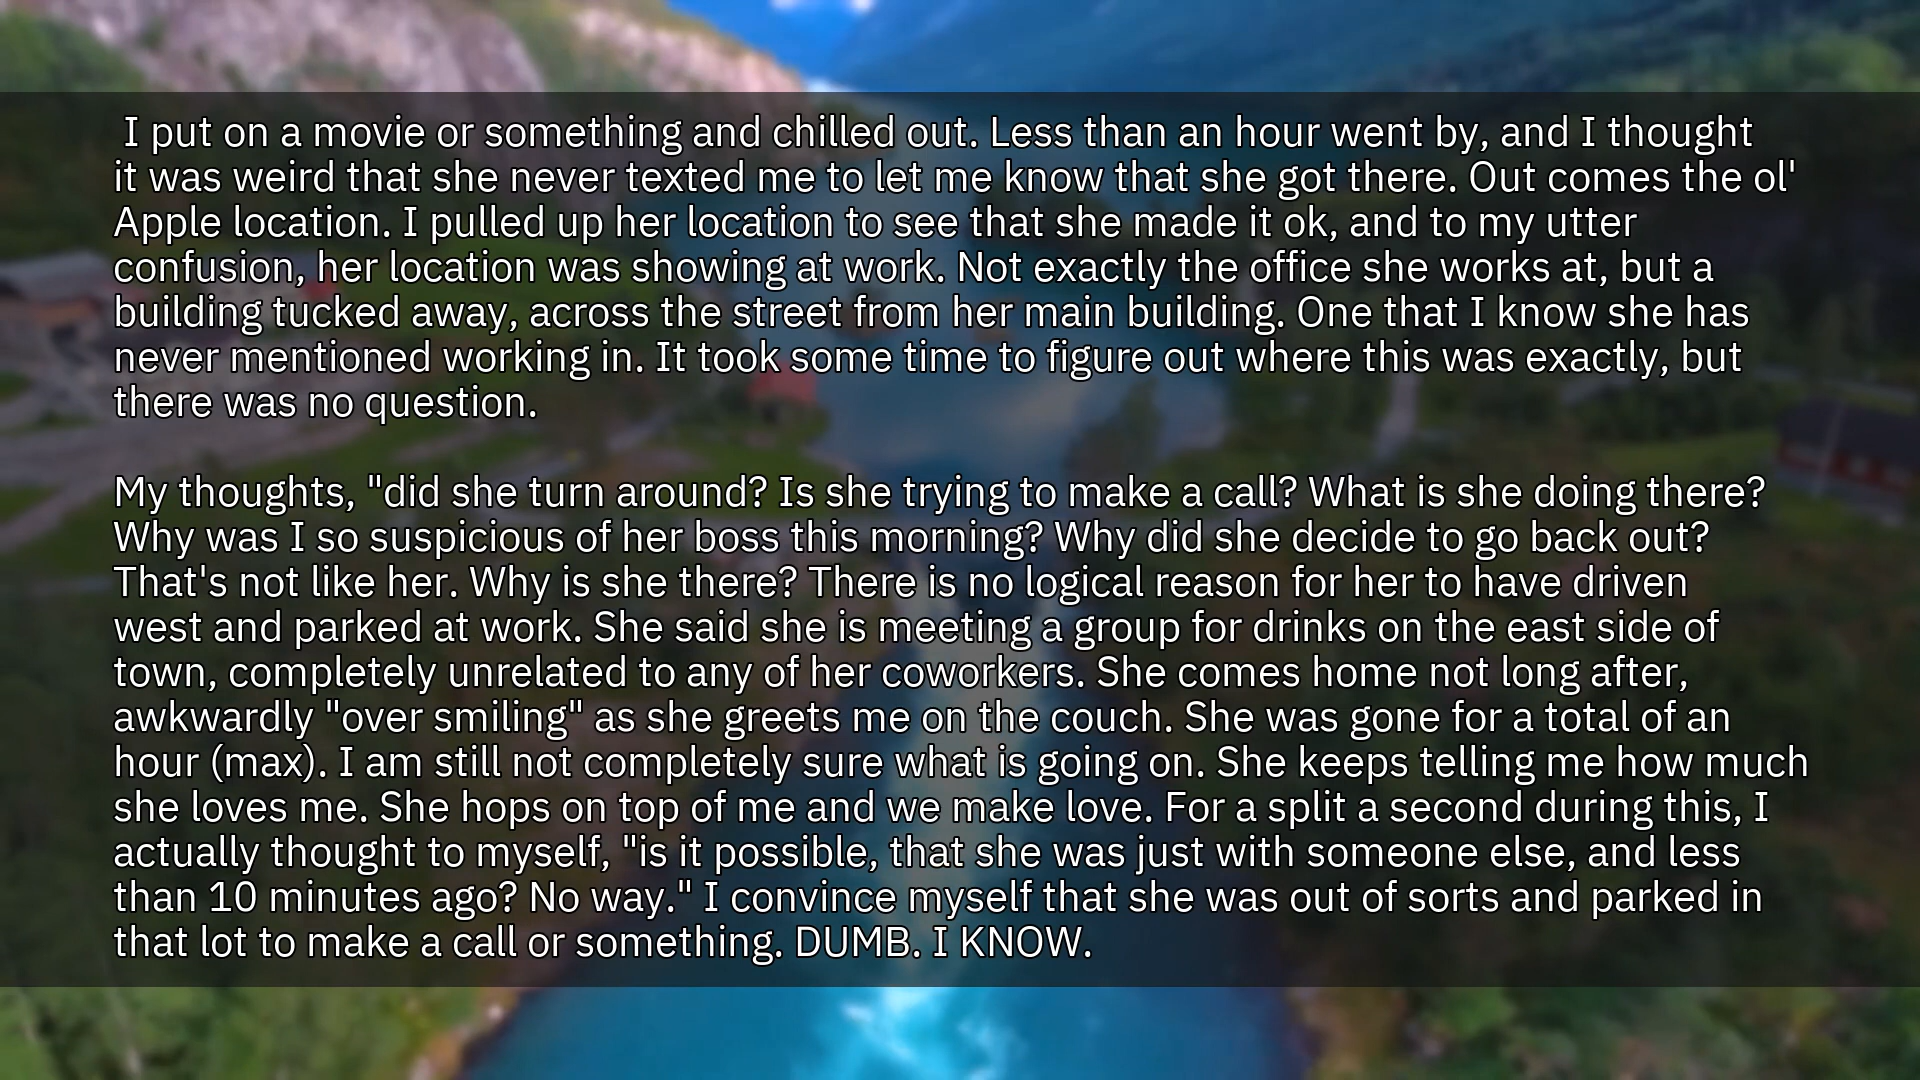 I put on a movie or something and chilled out. Less than an hour went by, and I thought
it was weird that she never texted me to let me know that she got there. Out comes the ol'
Apple location. I pulled up her location to see that she made it ok, and to my utter
confusion, her location was showing at work. Not exactly the office she works at, but a
building tucked away, across the street from her main building. One that I know she has
never mentioned working in. It took some time to figure out where this was exactly, but
there was no question.
My thoughts, "did she turn around? Is she trying to make a call? What is she doing there?
Why was I so suspicious of her boss this morning? Why did she decide to go back out?
That's not like her. Why is she there? There is no logical reason for her to have driven
west and parked at work. She said she is meeting a group for drinks on the east side of
town, completely unrelated to any of her coworkers. She comes home not long after,
awkwardly "over smiling" as she greets me on the couch. She was gone for a total of an
hour (max). I am still not completely sure what is going on. She keeps telling me how much
she loves me. She hops on top of me and we make love. For a split a second during this, I
actually thought to myself, "is it possible, that she was just with someone else, and less
than 10 minutes ago? No way." I convince myself that she was out of sorts and parked in
that lot to make a call or something. DUMB. I KNOW.